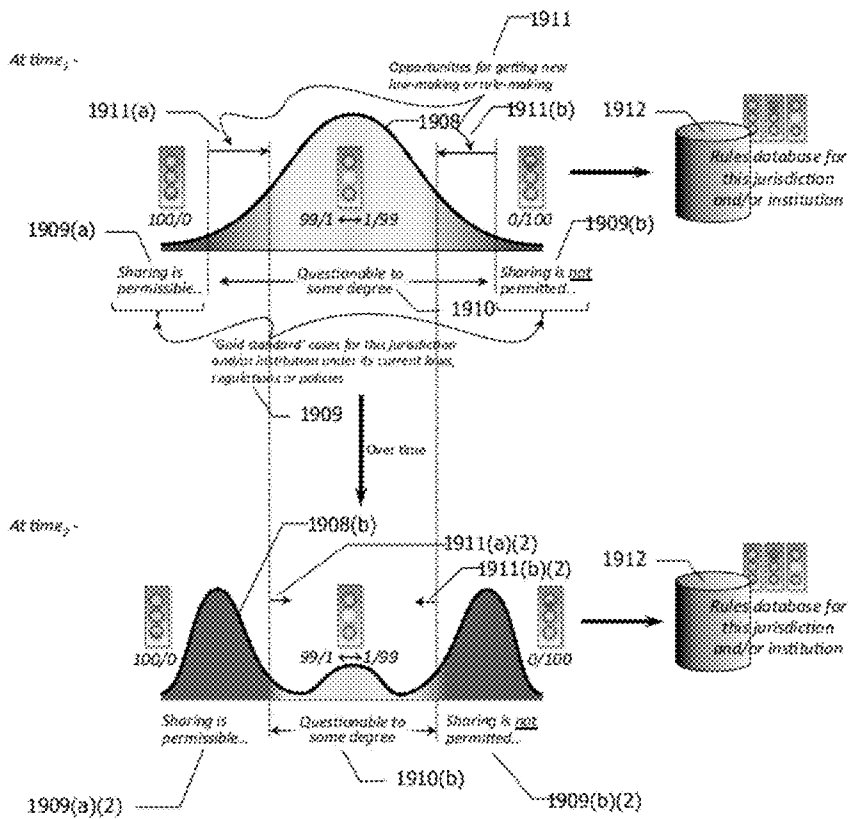 1911
At time₁ -
Opportunities for getting new
law-making or rule-making
1911(a)
1908
1911(b)
1912
Rules database for
this jurisdiction
and/or institution
100/0
99/1 ⟷ 1/99
0/100
1909(a)
1909(b)
Sharing is
permissible...
Questionable to
some degree
Sharing is not
permitted...
1910
'Gold standard' cases for this jurisdiction
and/or institution under its current laws,
regulations or policies
1909
Over time
At time₂ -
1908(b)
1911(a)(2)
1911(b)(2)
1912
Rules database for
this jurisdiction
and/or institution
100/0
99/1 ⟷ 1/99
0/100
Sharing is
permissible...
Questionable to
some degree
Sharing is not
permitted...
1910(b)
1909(a)(2)
1909(b)(2)